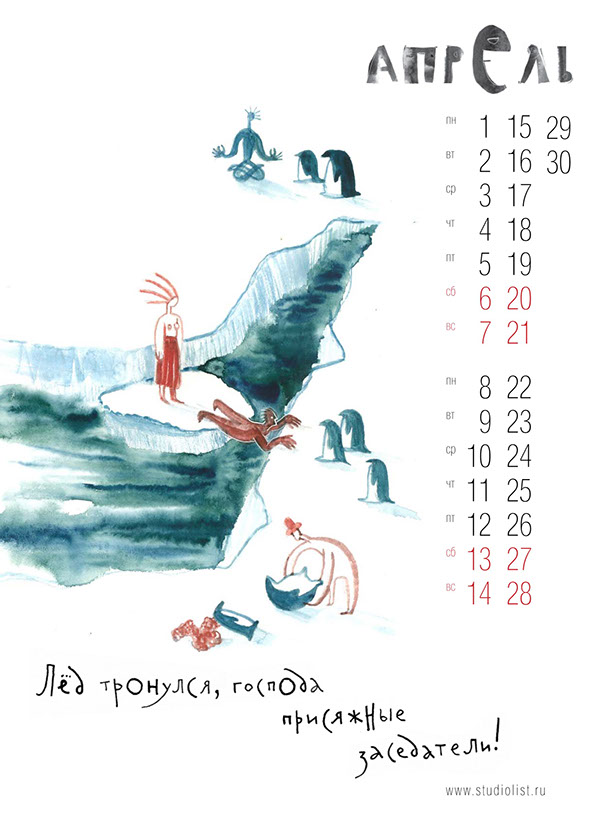 АПРЕЛЬ
пн 1 15 29
вт 2 16 30
ср 3 17
чт 4 18
пт 5 19
сб 6 20
вс 7 21
пн 8 22
вт 9 23
ср 10 24
чт 11 25
пт 12 26
сб 13 27
вс 14 28
Лёд тронулся, господа
присяжные
заседатели!
www.studiolist.ru